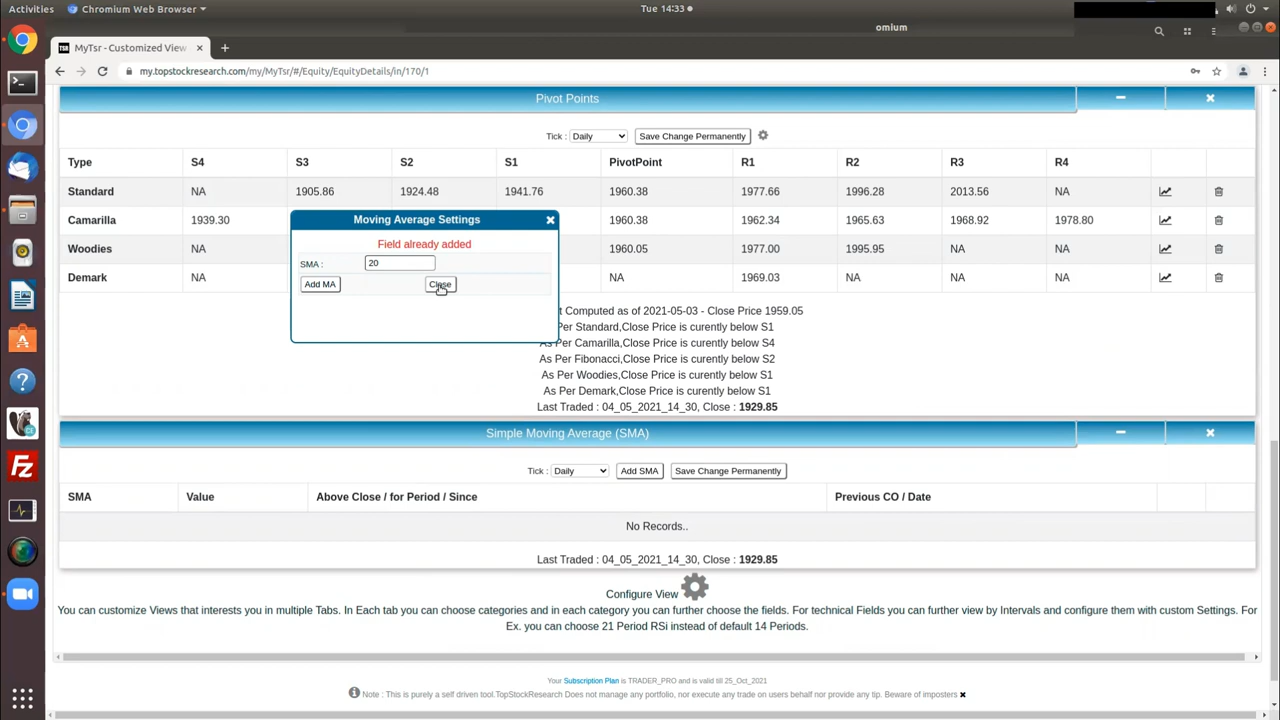 Activities Chromium Web Browser Tue 14:33
omium
MyTsr - Customized View
my.topstockresearch.com/my/MyTsr/#/Equity/EquityDetails/in/170/1
Pivot Points
Tick : Daily Save Change Permanently
Type S4 S3 S2 S1 PivotPoint R1 R2 R3 R4
Standard NA 1905.86 1924.48 1941.76 1960.38 1977.66 1996.28 2013.56 NA
Camarilla 1939.30 1960.38 1962.34 1965.63 1968.92 1978.80
Woodies NA 1960.05 1977.00 1995.95 NA NA
Demark NA NA 1969.03 NA NA NA
Moving Average Settings
Field already added
SMA : 20
Add MA Close
t Computed as of 2021-05-03 - Close Price 1959.05
As Per Standard,Close Price is curently below S1
As Per Camarilla,Close Price is curently below S4
As Per Fibonacci,Close Price is curently below S2
As Per Woodies,Close Price is curently below S1
As Per Demark,Close Price is curently below S1
Last Traded : 04_05_2021_14_30, Close : 1929.85
Simple Moving Average (SMA)
Tick : Daily Add SMA Save Change Permanently
SMA Value Above Close / for Period / Since Previous CO / Date
No Records..
Last Traded : 04_05_2021_14_30, Close : 1929.85
Configure View
You can customize Views that interests you in multiple Tabs. In Each tab you can choose categories and in each category you can further choose the fields. For technical Fields you can further view by Intervals and configure them with custom Settings. For
Ex. you can choose 21 Period RSi instead of default 14 Periods.
Your Subscription Plan is TRADER_PRO and is valid till 25_Oct_2021
Note : This is purely a self driven tool.TopStockResearch Does not manage any portfolio, nor execute any trade on users behalf nor provide any tip. Beware of imposters